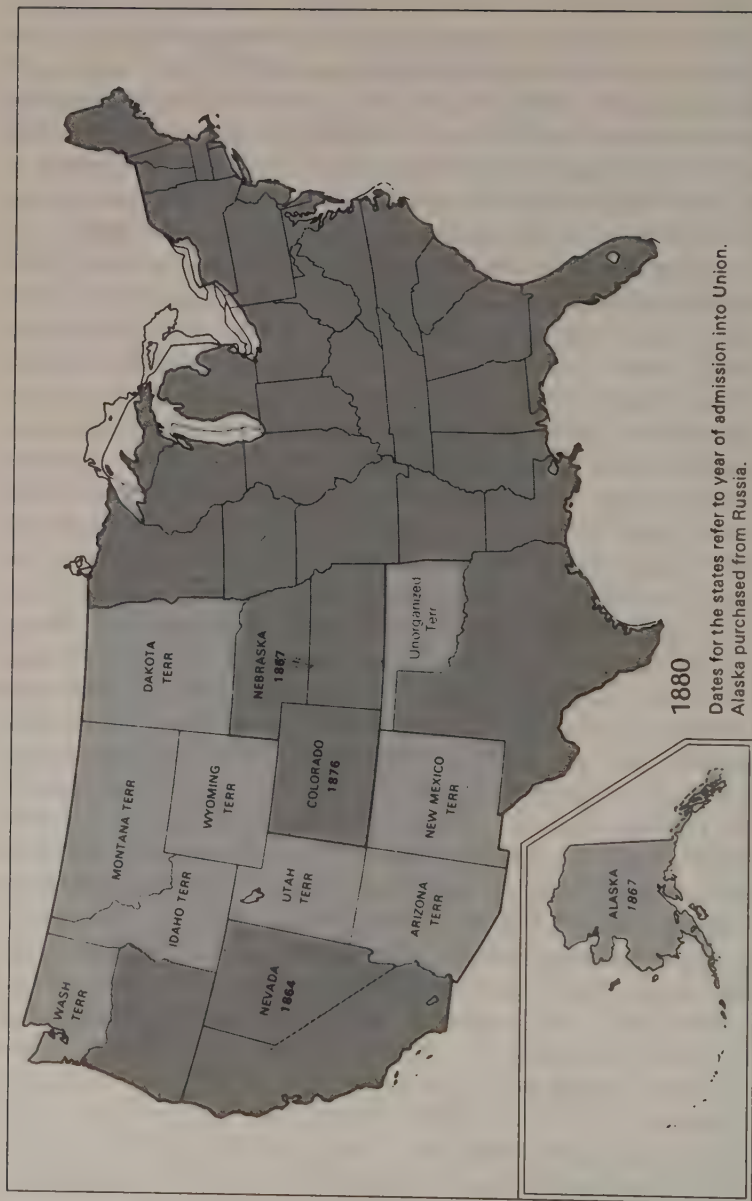 WASH
TERR
MONTANA TERR
DAKOTA
TERR
IDAHO TERR
WYOMING
TERR
NEBRASKA
1867
NEVADA
1864
UTAH
TERR
COLORADO
1876
ARIZONA
TERR
NEW MEXICO
TERR
Unorganized
Terr
ALASKA
1867
1880
Dates for the states refer to year of admission into Union.
Alaska purchased from Russia.